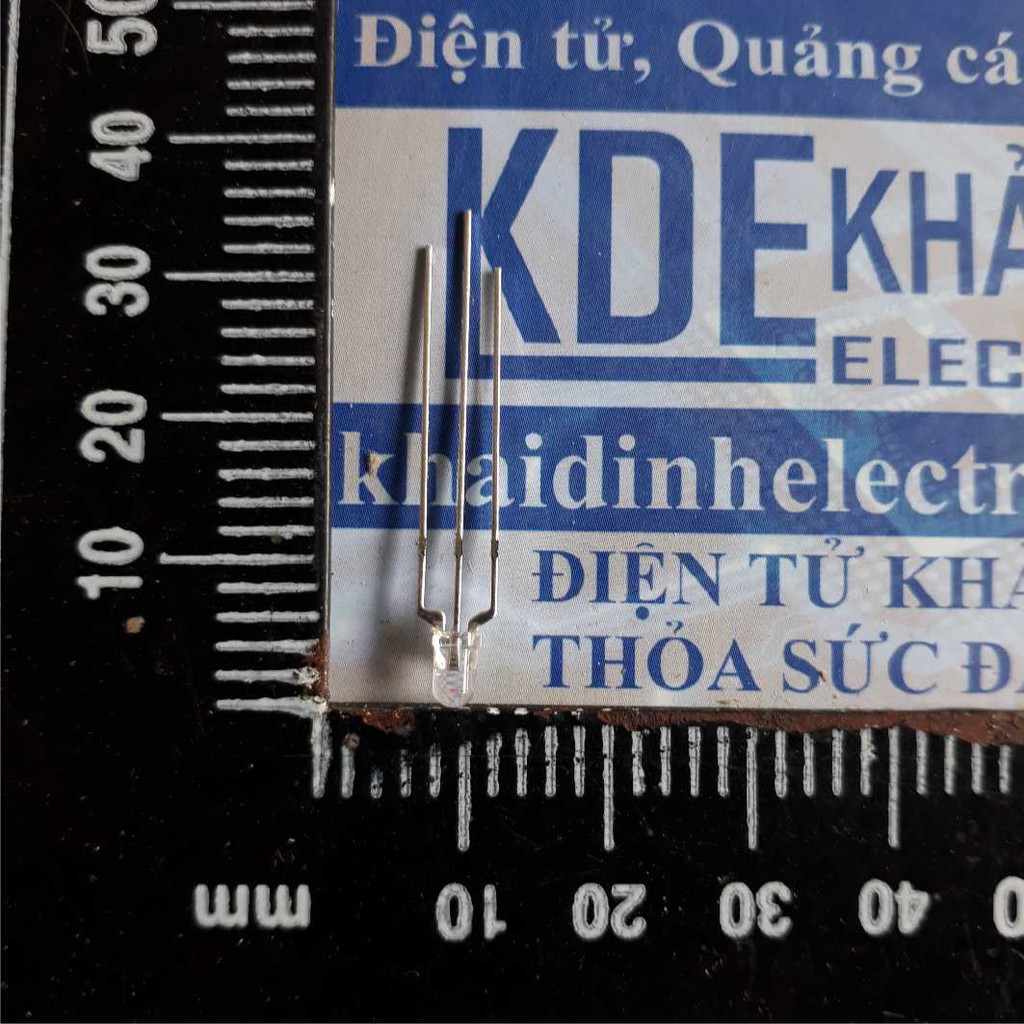 Điện tử, Quảng cá
KDE KHẢ
ELEC
khaidinhelectr
ĐIỆN TỬ KHẢ
THỎA SỨC Đ
50
40
30
20
10
mm
10
20
30
40